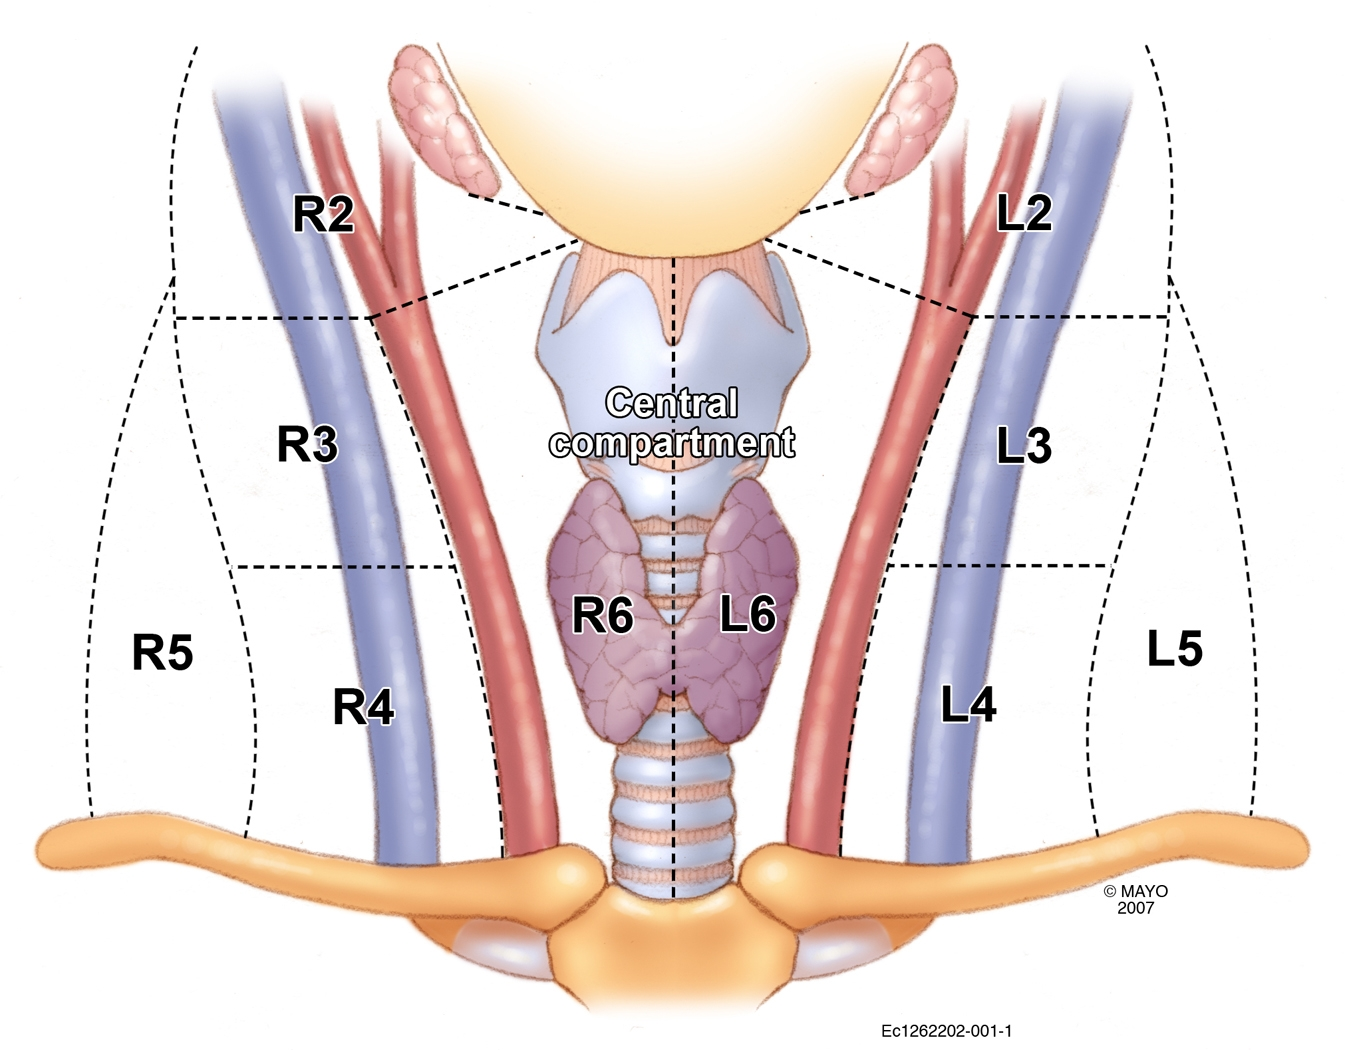 R2
L2
R3
Central
compartment
L3
R6
L6
R5
L5
R4
L4
© MAYO
2007
Ec1262202-001-1